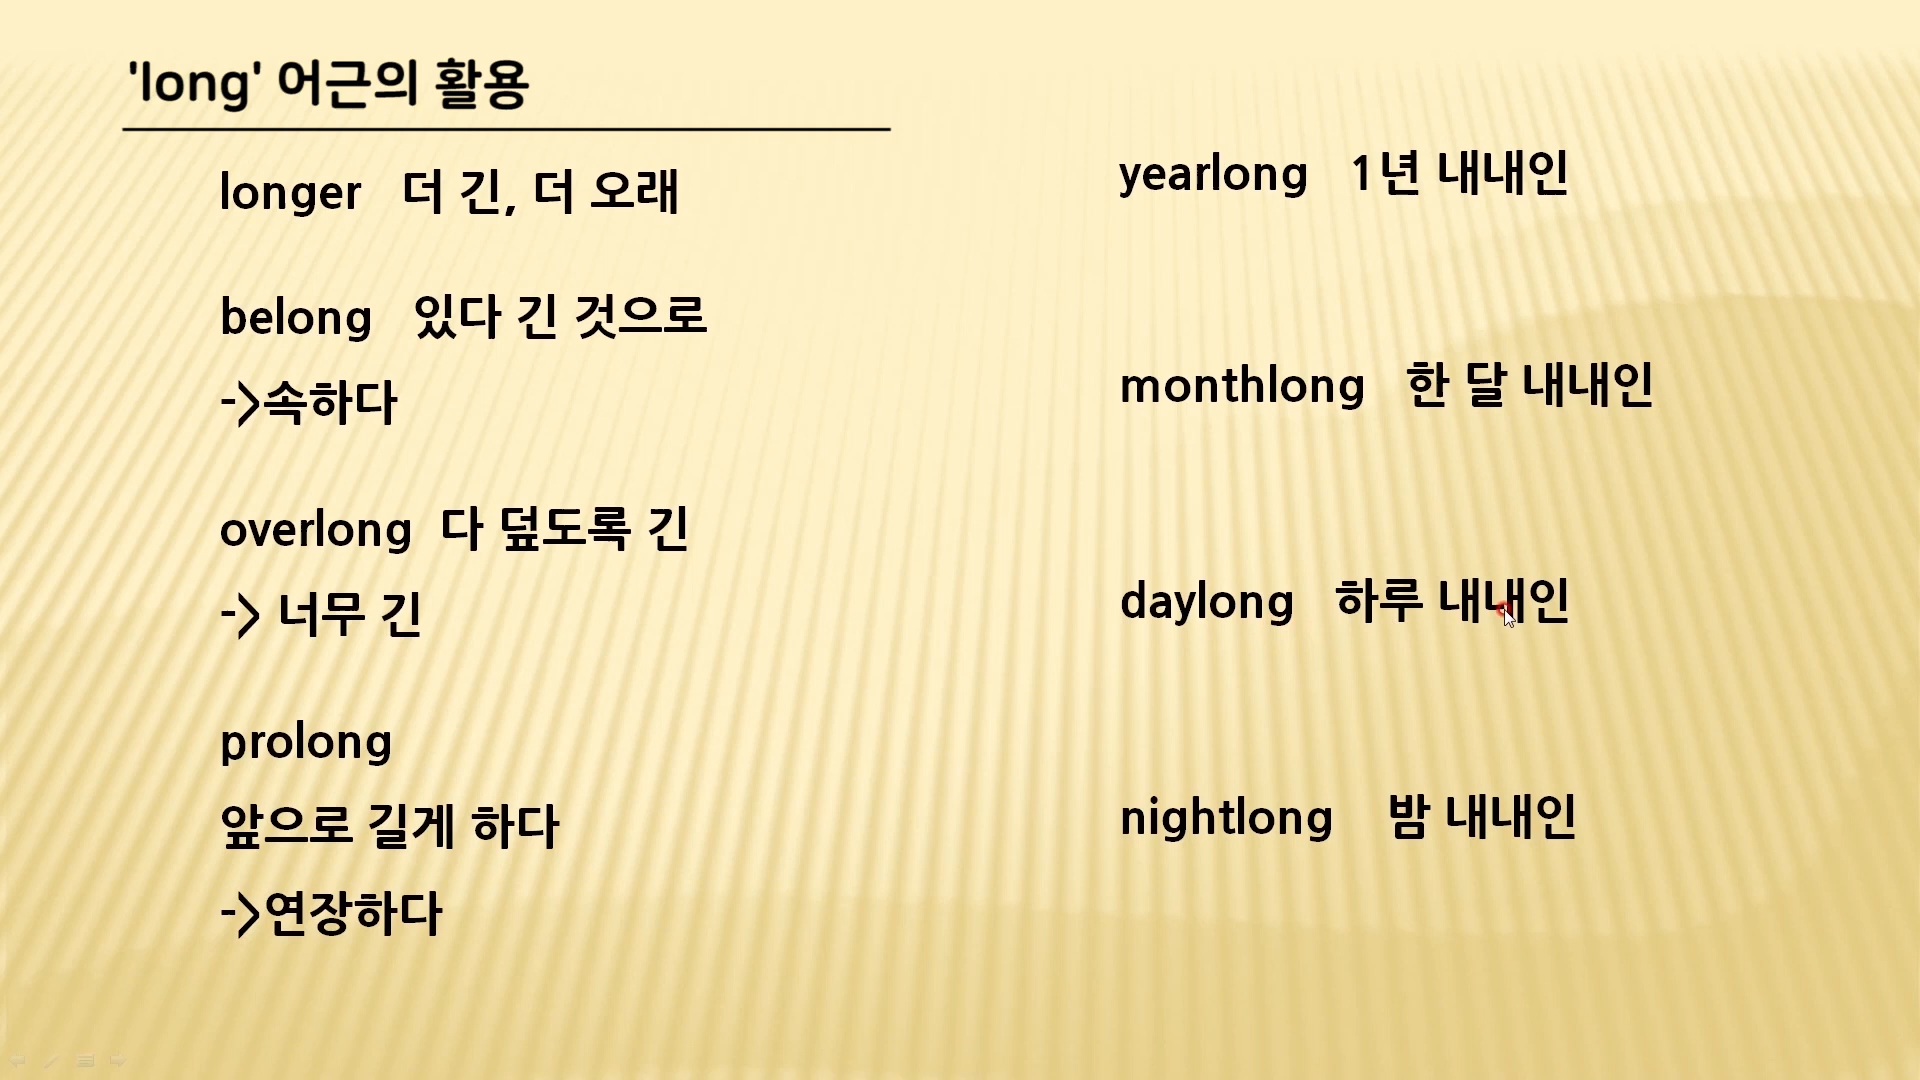 'long' 어근의 활용
longer 더 긴, 더 오래
belong 있다 긴 것으로
->속하다
overlong 다 덮도록 긴
-> 너무 긴
prolong
앞으로 길게 하다
->연장하다
yearlong 1년 내내인
monthlong 한 달 내내인
daylong 하루 내내인
nightlong 밤 내내인